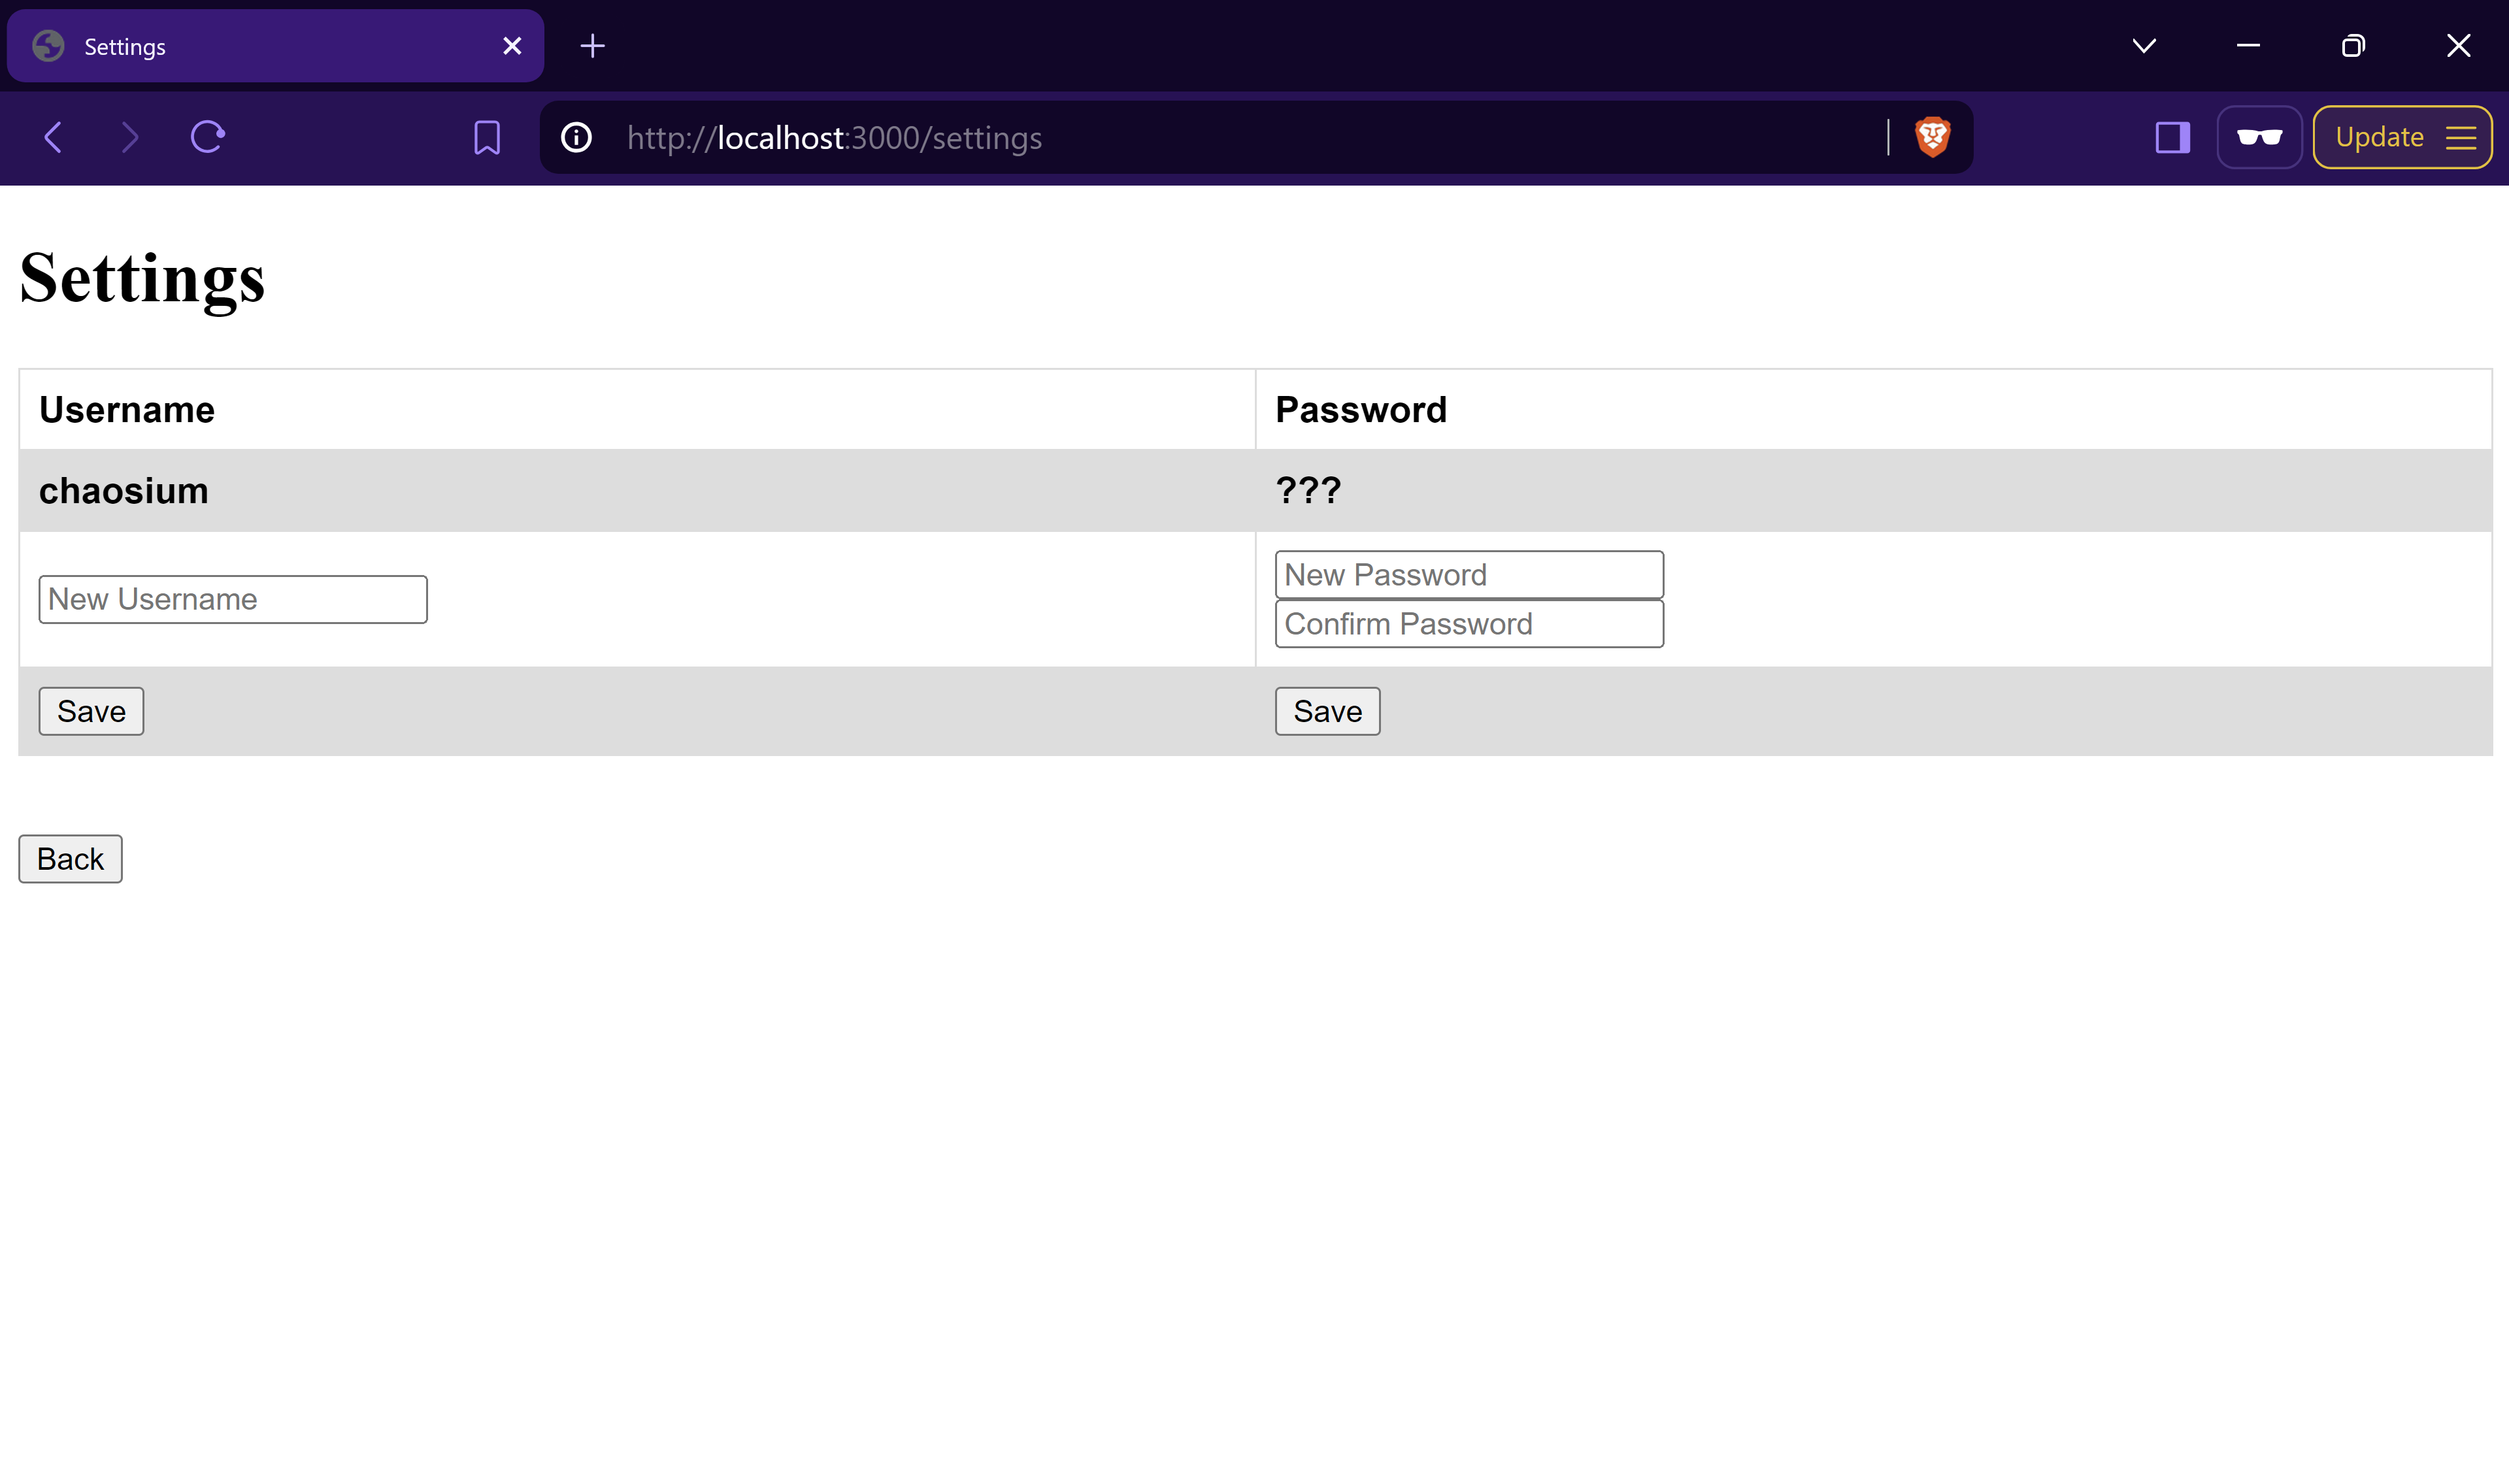 Settings
http://localhost:3000/settings
Update
Settings
Username Password
chaosium ???
New Username
New Password
Confirm Password
Save Save
Back